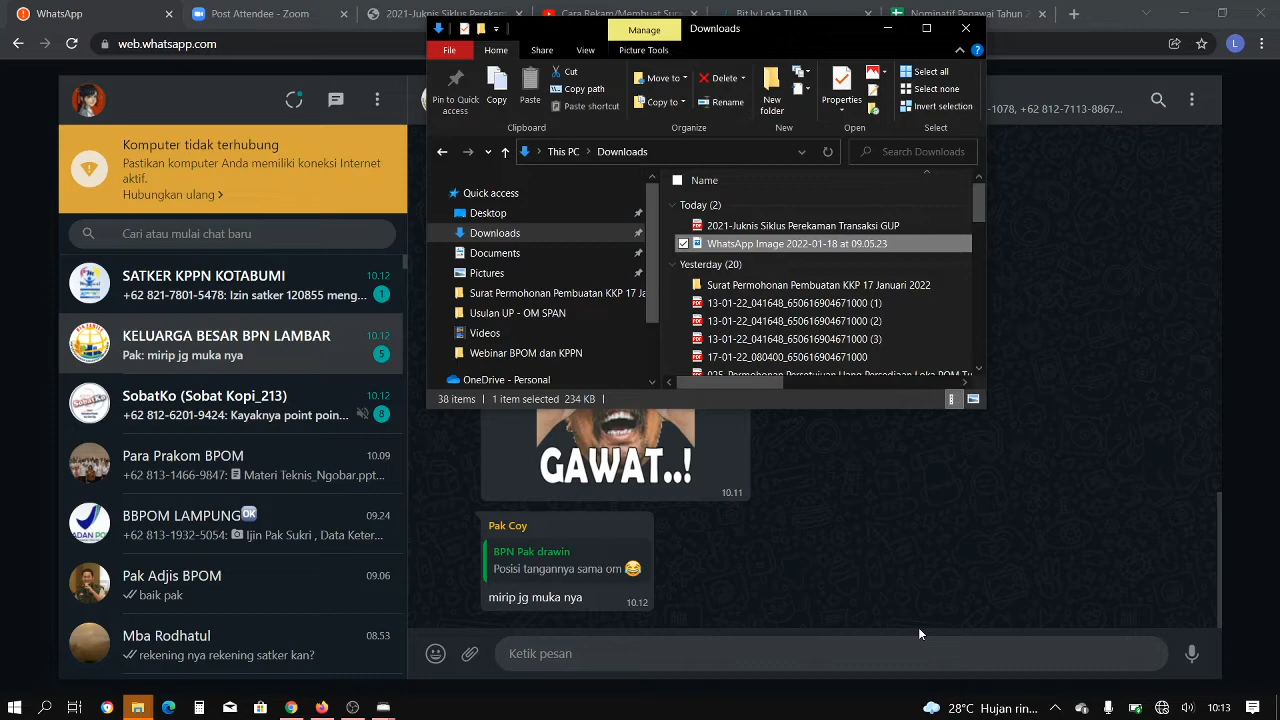 WhatsApp
Post Attendee - Zoom
2021-Juknis Siklus Perekaman T
Bit.ly Loka TUBA
Nominatif Pegawai Tahun
web.whatsapp.com
L
Manage
Downloads
File
Home
Share
View
Picture Tools
Pin to Quick access
Copy
Paste
Cut
Copy path
Paste shortcut
Move to
Copy to
Delete
Rename
New folder
Properties
Select all
Select none
Invert selection
Clipboard
Organize
New
Open
Select
This PC
Downloads
Search Downloads
Quick access
Desktop
Downloads
Documents
Pictures
Surat Permohonan Pembuatan KKP 17 Ja
Usulan UP - OM SPAN
Videos
Webinar BPOM dan KPPN
OneDrive - Personal
Name
Today (2)
2021-Juknis Siklus Perekaman Transaksi GUP
WhatsApp Image 2022-01-18 at 09.05.23
Yesterday (20)
Surat Permohonan Pembuatan KKP 17 Januari 2022
13-01-22_041648_650616904671000 (1)
13-01-22_041648_650616904671000 (2)
13-01-22_041648_650616904671000 (3)
17-01-22_080400_650616904671000
38 items
1 item selected 234 KB
-1078, +62 812-7113-8867...
Komputer tidak terhubung
Pastikan komputer Anda memiliki koneksi Internet
aktif.
Hubungkan ulang >
Cari atau mulai chat baru
SATKER KPPN KOTABUMI
10.12
+62 821-7801-5478: Izin satker 120855 meng...
1
KELUARGA BESAR BPN LAMBAR
10.12
Pak: mirip jg muka nya
5
SobatKo (Sobat Kopi_213)
10.12
+62 812-6201-9424: Kayaknya point poin...
8
Para Prakom BPOM
10.09
+62 813-1466-9847: Materi Teknis_Ngobar.ppt...
BBPOM LAMPUNG🆗
09.24
+62 813-1932-5054: Ijin Pak Sukri , Data Keter...
Pak Adjis BPOM
09.06
baik pak
Mba Rodhatul
08.53
rekening nya rekening satker kan?
GAWAT..!
10.11
Pak Coy
BPN Pak drawin
Posisi tangannya sama om 😂
mirip jg muka nya
10.12
Ketik pesan
28°C Hujan rin...
10:13